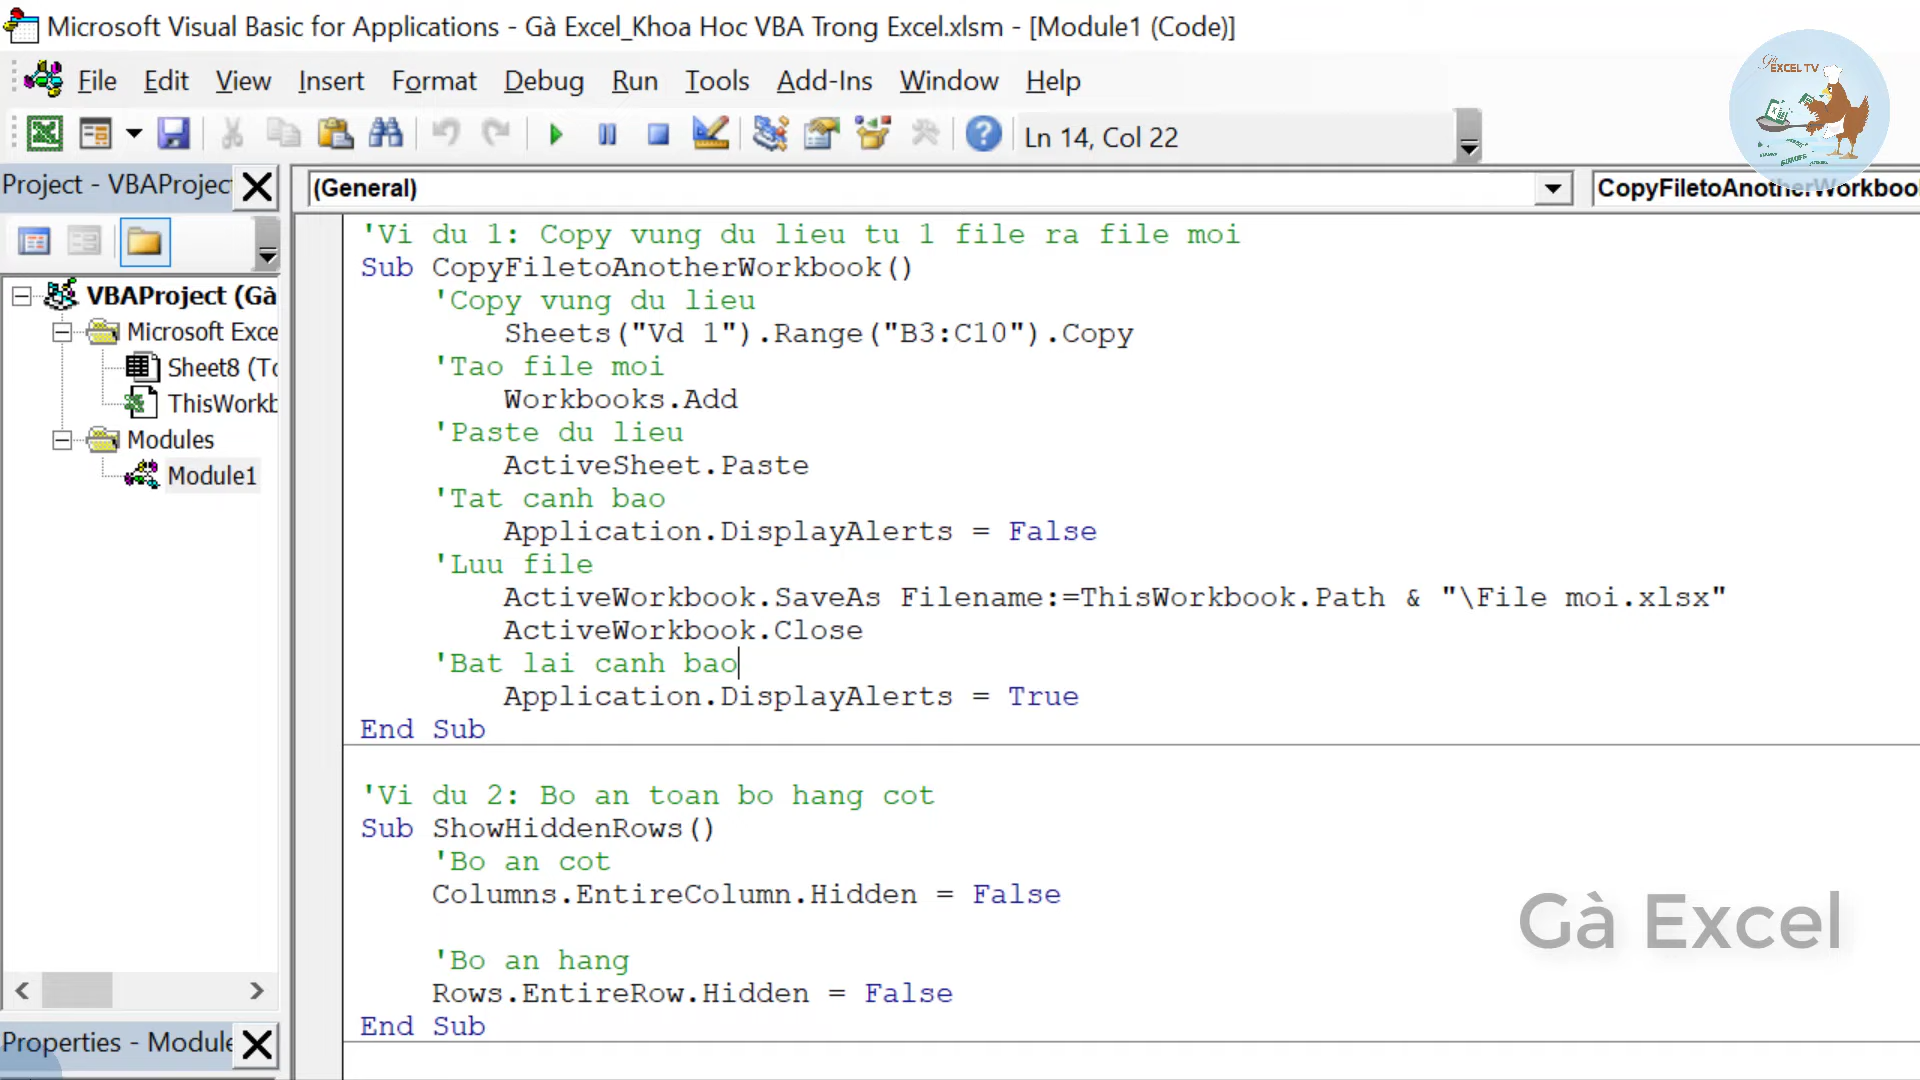 Microsoft Visual Basic for Applications - Gà Excel_Khoa Hoc VBA Trong Excel.xlsm - [Module1 (Code)]
EXCEL TV
File Edit View Insert Format Debug Run Tools Add-Ins Window Help
Ln 14, Col 22
Project - VBAProjec
(General)
CopyFiletoAnotherWorkboo
VBAProject (Gà
Microsoft Exce
Sheet8 (To
ThisWorkb
Modules
Module1
'Vi du 1: Copy vung du lieu tu 1 file ra file moi
Sub CopyFiletoAnotherWorkbook()
'Copy vung du lieu
Sheets("Vd 1").Range("B3:C10").Copy
'Tao file moi
Workbooks.Add
'Paste du lieu
ActiveSheet.Paste
'Tat canh bao
Application.DisplayAlerts = False
'Luu file
ActiveWorkbook.SaveAs Filename:=ThisWorkbook.Path & "\File moi.xlsx"
ActiveWorkbook.Close
'Bat lai canh bao
Application.DisplayAlerts = True
End Sub
'Vi du 2: Bo an toan bo hang cot
Sub ShowHiddenRows()
'Bo an cot
Columns.EntireColumn.Hidden = False
'Bo an hang
Rows.EntireRow.Hidden = False
End Sub
Gà Excel
Properties - Module